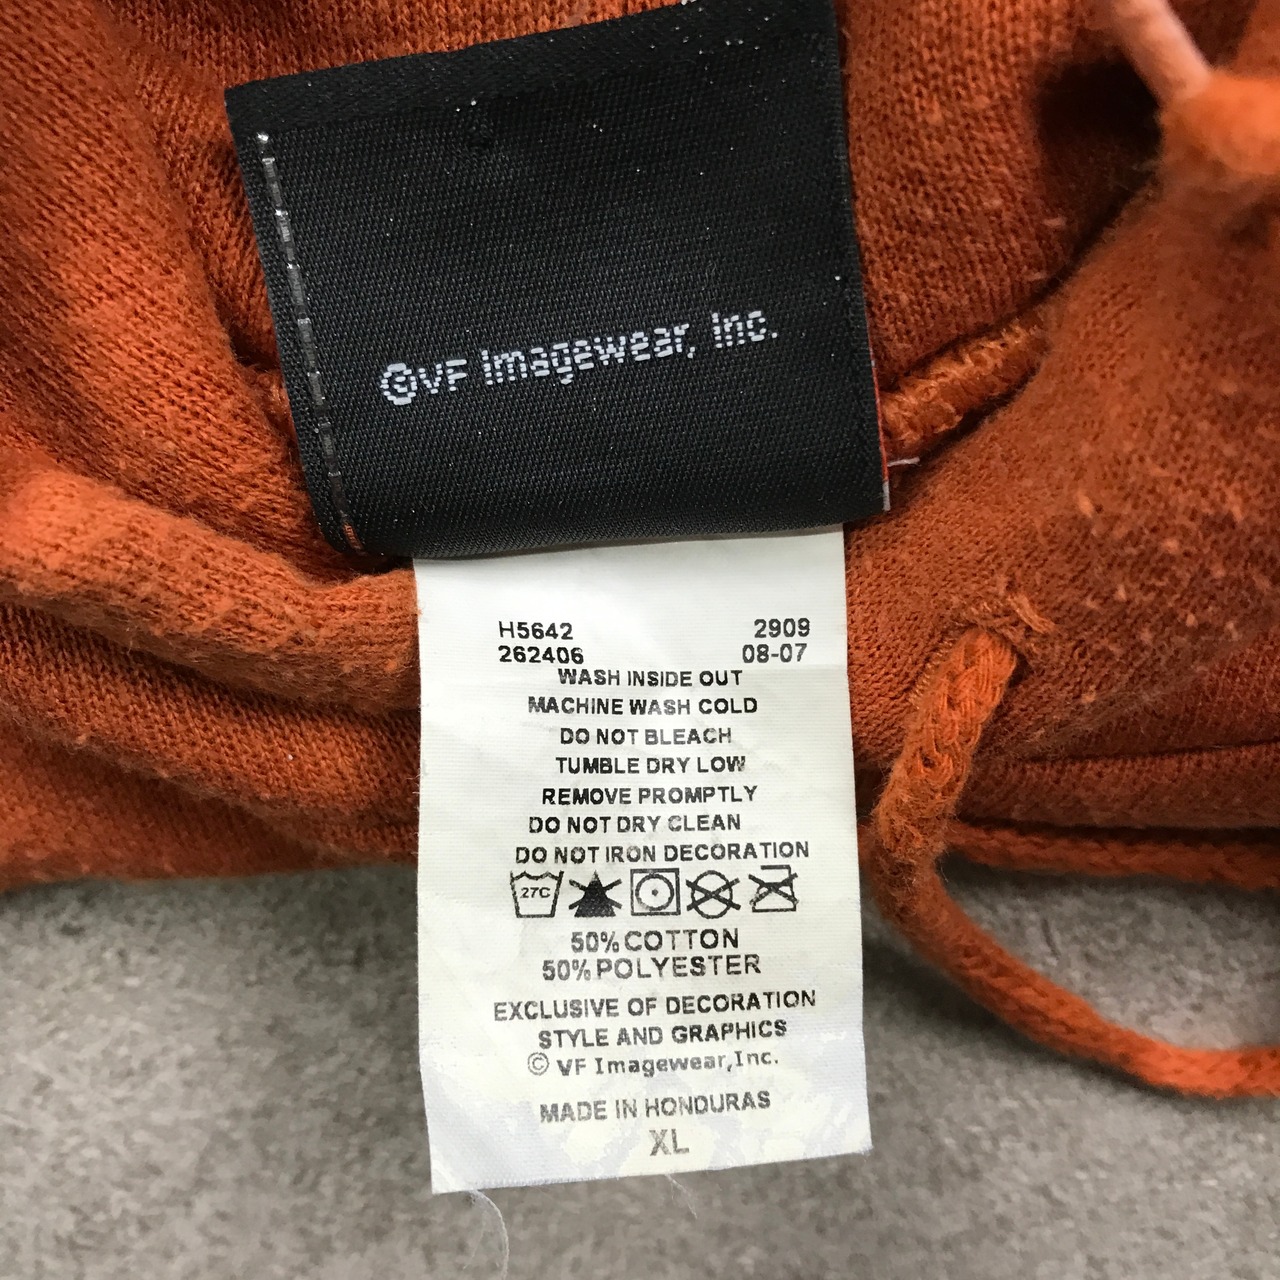 ©VF Imagewear, Inc.
H5642 2909
262406 08-07
WASH INSIDE OUT
MACHINE WASH COLD
DO NOT BLEACH
TUMBLE DRY LOW
REMOVE PROMPTLY
DO NOT DRY CLEAN
DO NOT IRON DECORATION
27C
50% COTTON
50% POLYESTER
EXCLUSIVE OF DECORATION
STYLE AND GRAPHICS
© VF Imagewear,Inc.
MADE IN HONDURAS
XL